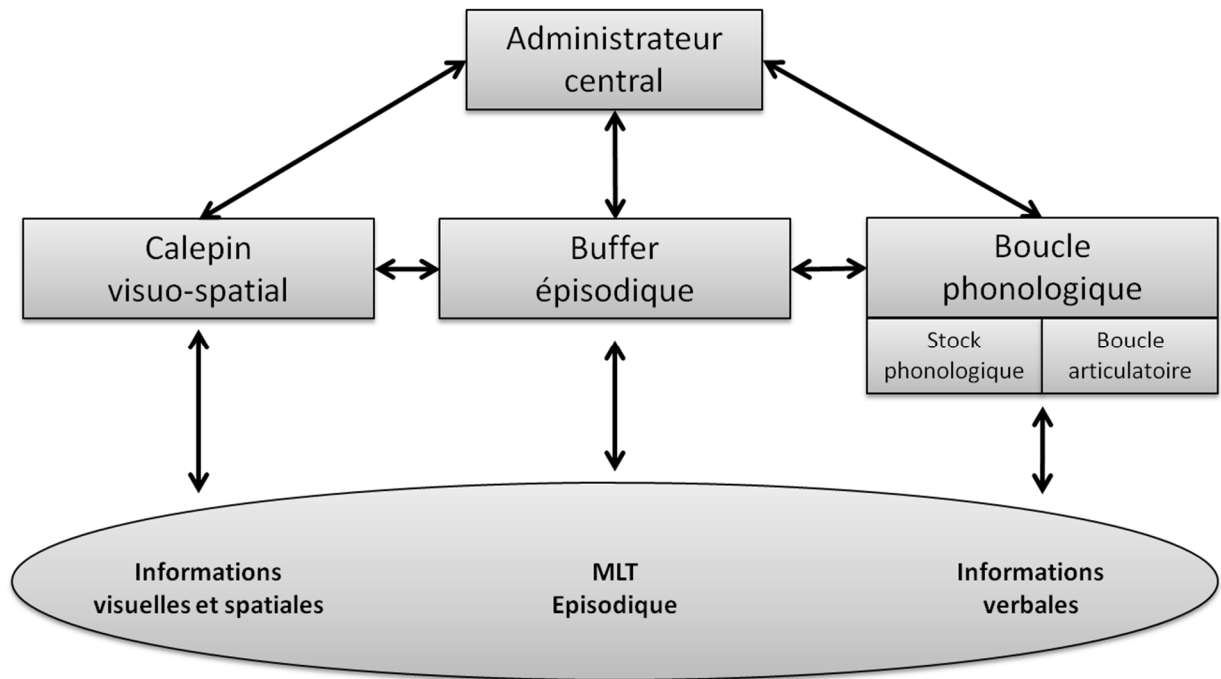 Administrateur
central
Calepin
visuo-spatial
Buffer
épisodique
Boucle
phonologique
Stock
phonologique
Boucle
articulatoire
Informations
visuelles et spatiales
MLT
Episodique
Informations
verbales